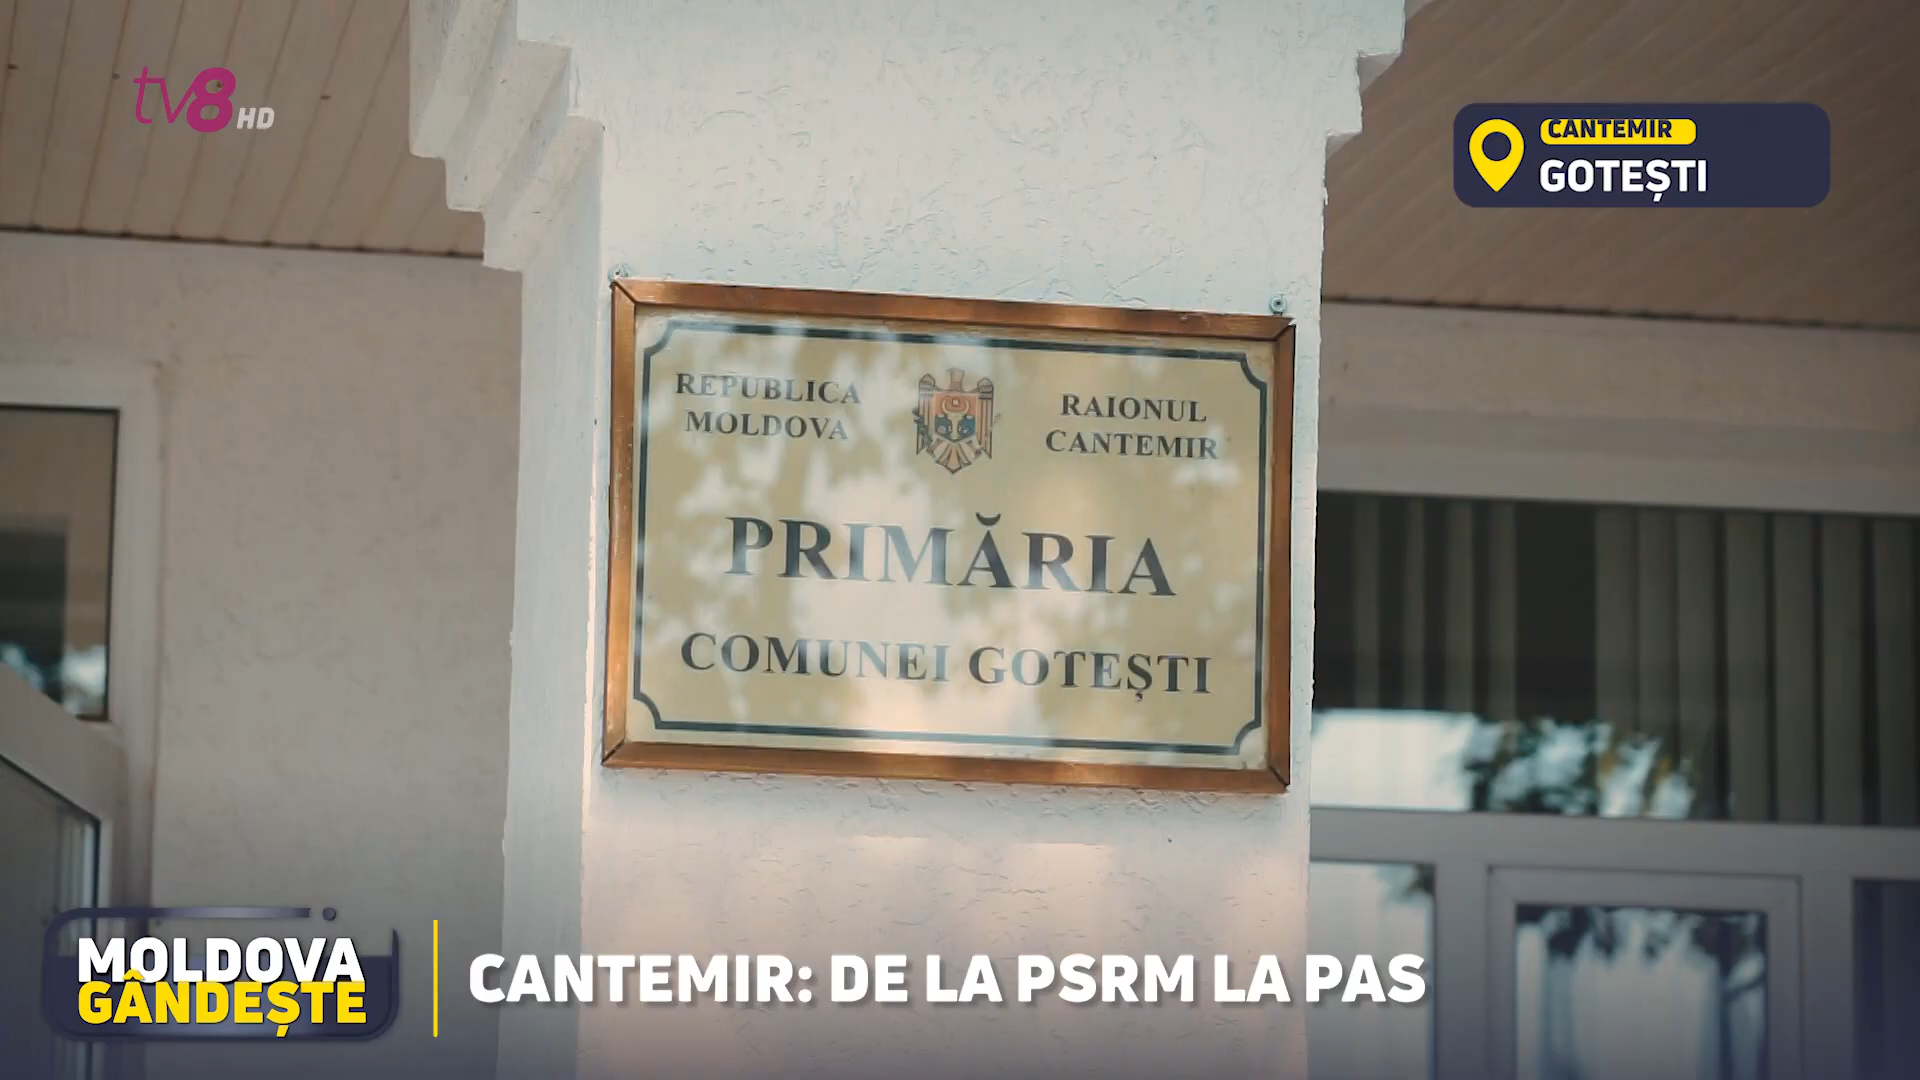 tv8 HD
CANTEMIR
GOTEȘTI
REPUBLICA
MOLDOVA
RAIONUL
CANTEMIR
PRIMĂRIA
COMUNEI GOTEȘTI
MOLDOVA
GÂNDEȘTE
CANTEMIR: DE LA PSRM LA PAS